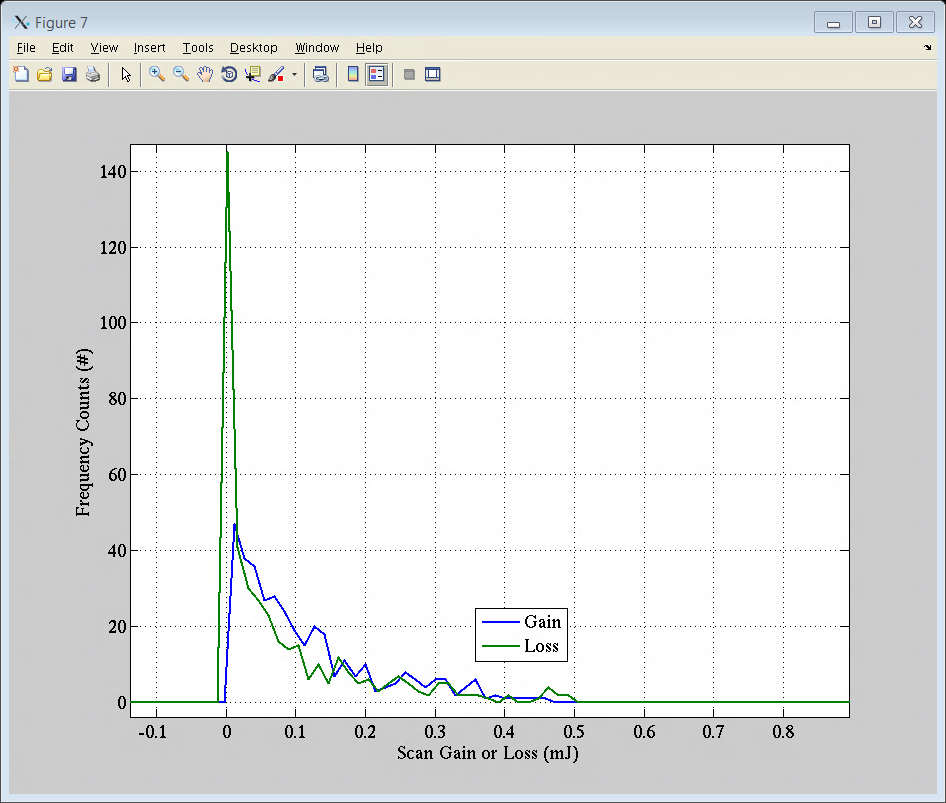 Figure 7
File Edit View Insert Tools Desktop Window Help
140
120
100
80
60
40
20
0
Frequency Counts (#)
Gain
Loss
-0.1 0 0.1 0.2 0.3 0.4 0.5 0.6 0.7 0.8
Scan Gain or Loss (mJ)